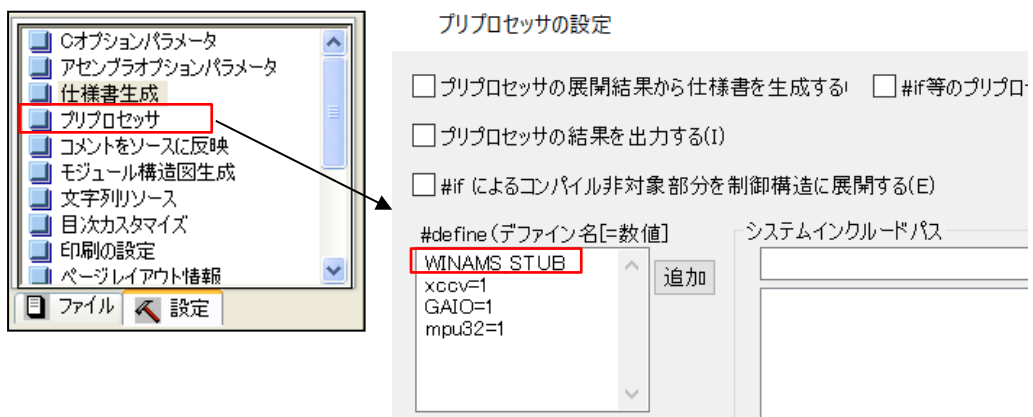 Cオプションパラメータ
アセンブラオプションパラメータ
仕様書生成
プリプロセッサ
コメントをソースに反映
モジュール構造図生成
文字列リソース
目次カスタマイズ
印刷の設定
ページレイアウト情報
ファイル
設定
プリプロセッサの設定
プリプロセッサの展開結果から仕様書を生成する
#if等のプリプロ
プリプロセッサの結果を出力する(I)
#if によるコンパイル非対象部分を制御構造に展開する(E)
#define(デファイン名[=数値]
WINAMS_STUB
xccv=1
GAIO=1
mpu32=1
追加
システムインクルードパス